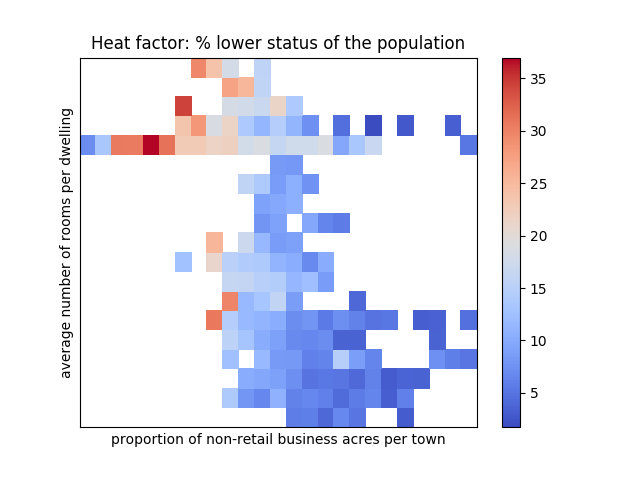 Heat factor: % lower status of the population
average number of rooms per dwelling
proportion of non-retail business acres per town
35
30
25
20
15
10
5